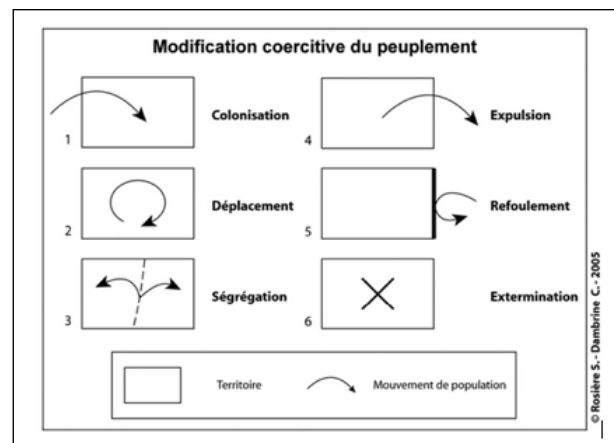 Modification coercitive du peuplement
1 Colonisation
4 Expulsion
2 Déplacement
5 Refoulement
3 Ségrégation
6 Extermination
Territoire
Mouvement de population
© Rosière S. - Dambrine C. - 2005